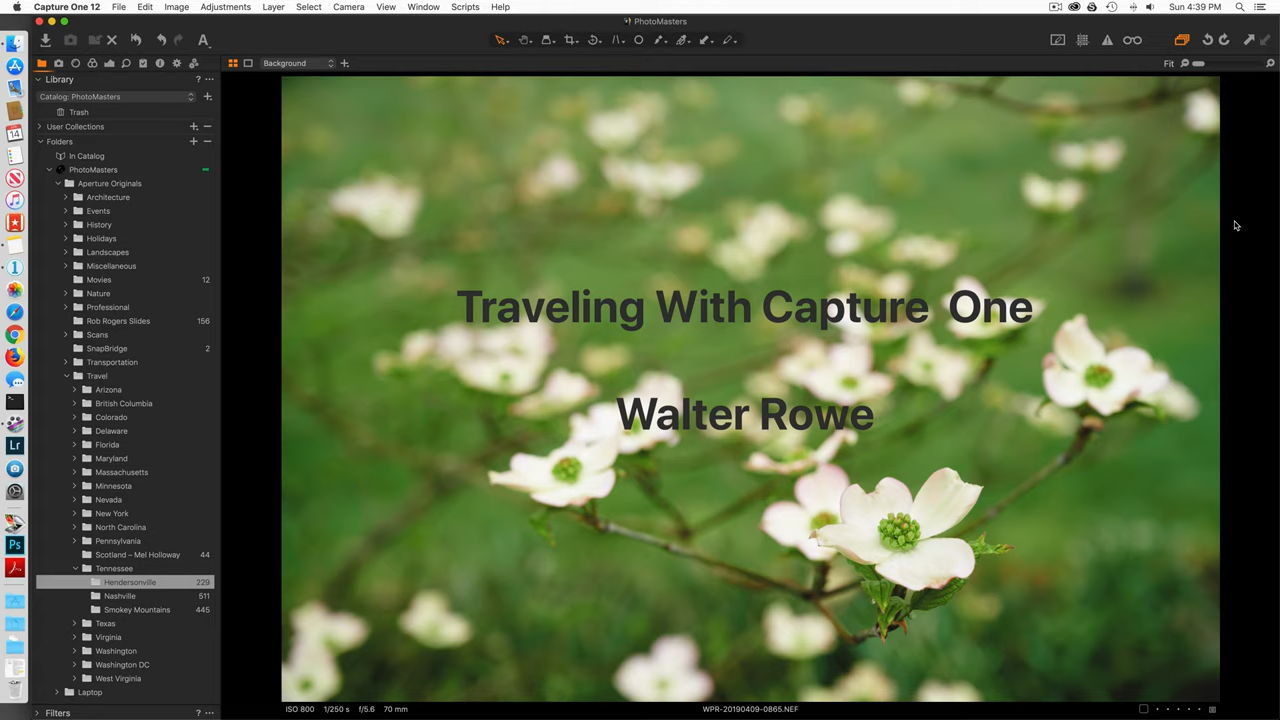 Capture One 12 File Edit Image Adjustments Layer Select Camera View Window Scripts Help Sun 4:39 PM
PhotoMasters
Background Fit
Library ?
Catalog: PhotoMasters
Trash
User Collections
Folders
In Catalog
PhotoMasters
Aperture Originals
Architecture
Events
History
Holidays
Landscapes
Miscellaneous
Movies 12
Nature
Professional
Rob Rogers Slides 156
Scans
SnapBridge 2
Transportation
Travel
Arizona
British Columbia
Colorado
Delaware
Florida
Maryland
Massachusetts
Minnesota
Nevada
New York
North Carolina
Pennsylvania
Scotland – Mel Holloway 44
Tennessee
Hendersonville 229
Nashville 511
Smokey Mountains 445
Texas
Virginia
Washington
Washington DC
West Virginia
Laptop
Filters ?
Traveling With Capture One
Walter Rowe
ISO 800 1/250 s f/5.6 70 mm WPR-20190409-0865.NEF
14
Lr
Ps